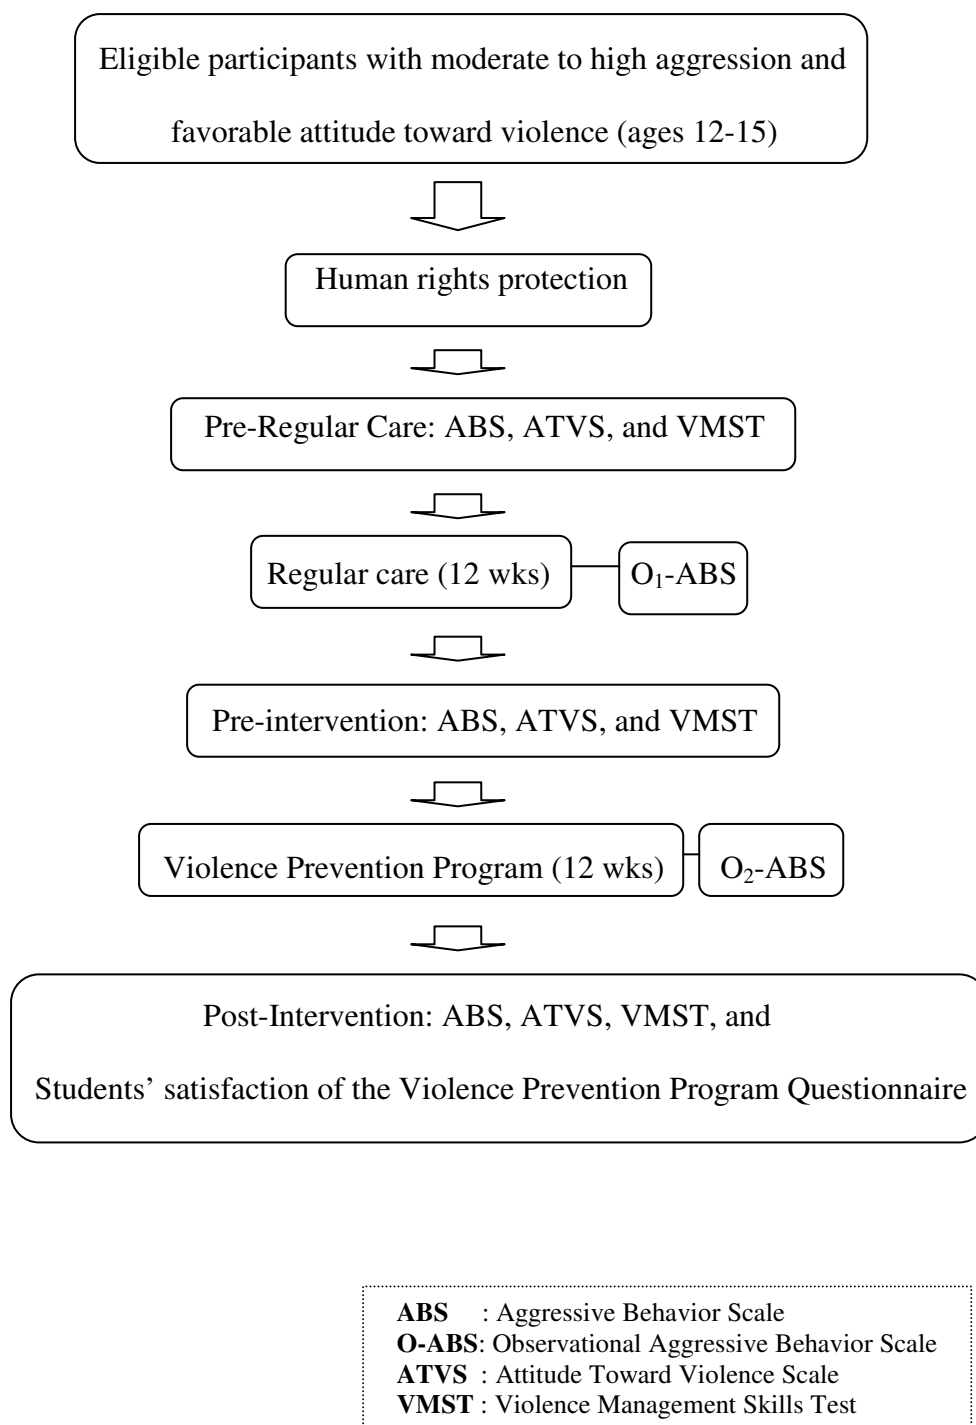 Eligible participants with moderate to high aggression and
favorable attitude toward violence (ages 12-15)
Human rights protection
Pre-Regular Care: ABS, ATVS, and VMST
Regular care (12 wks)
O₁-ABS
Pre-intervention: ABS, ATVS, and VMST
Violence Prevention Program (12 wks)
O₂-ABS
Post-Intervention: ABS, ATVS, VMST, and
Students’ satisfaction of the Violence Prevention Program Questionnaire
ABS : Aggressive Behavior Scale
O-ABS: Observational Aggressive Behavior Scale
ATVS : Attitude Toward Violence Scale
VMST : Violence Management Skills Test